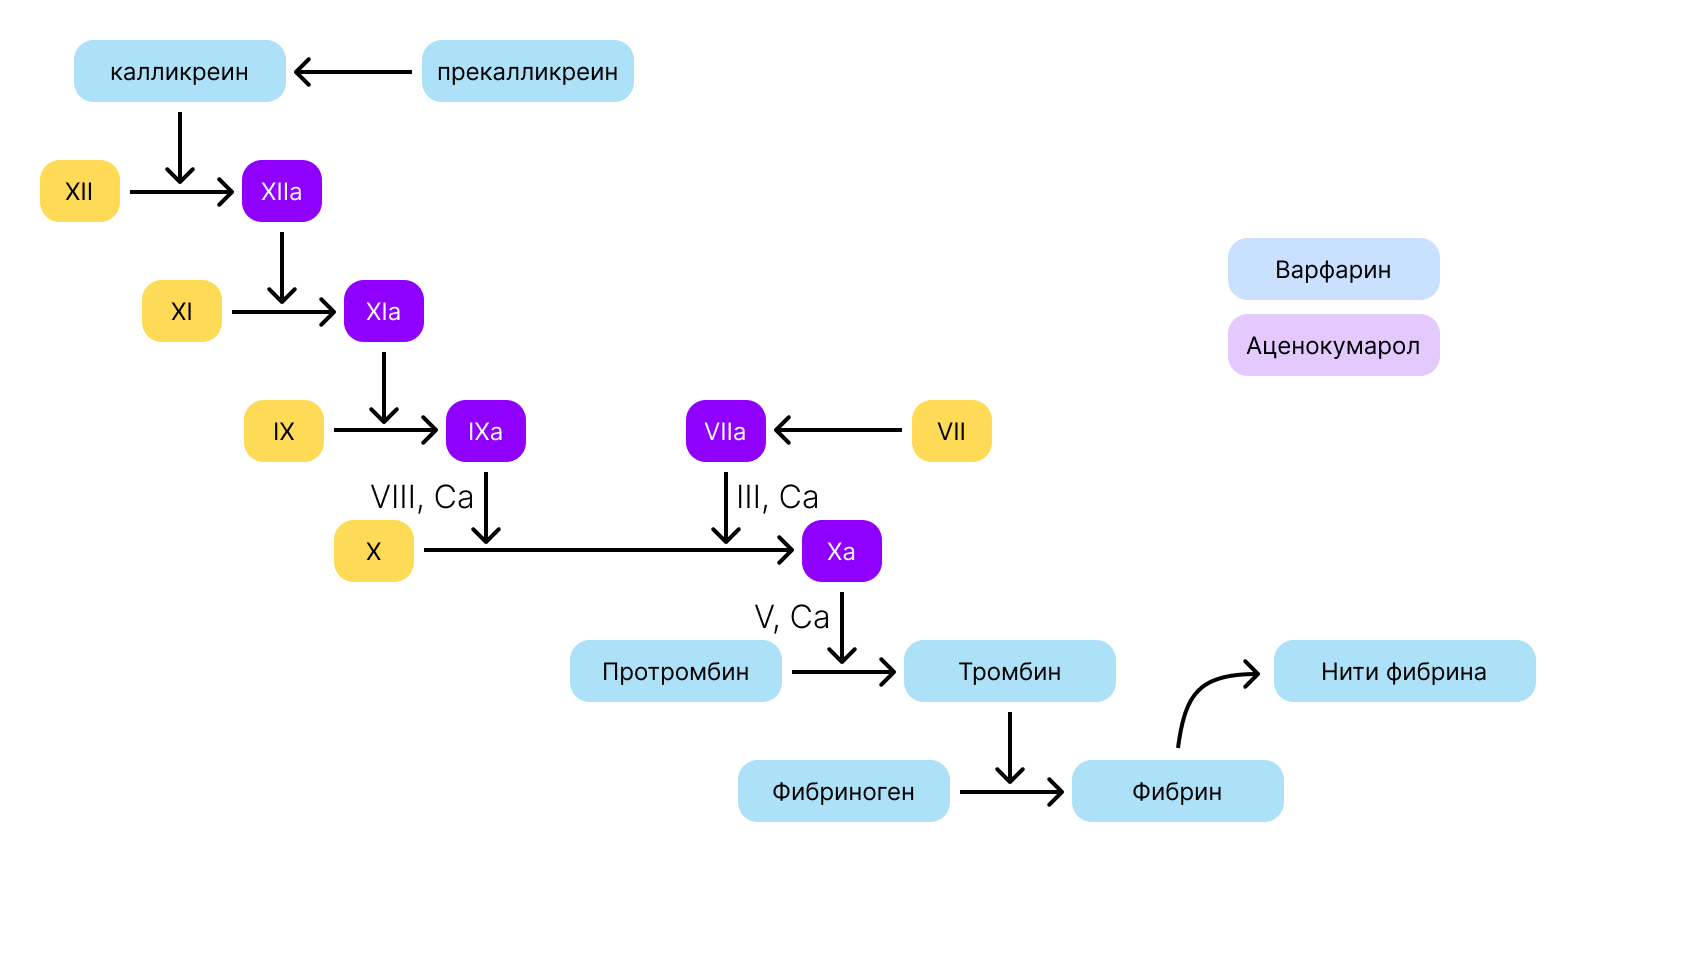 калликреин
прекалликреин
XII
XIIa
XI
XIa
Варфарин
Аценокумарол
IX
IXa
VIIa
VII
VIII, Ca
III, Ca
X
Xa
V, Ca
Протромбин
Тромбин
Нити фибрина
Фибриноген
Фибрин